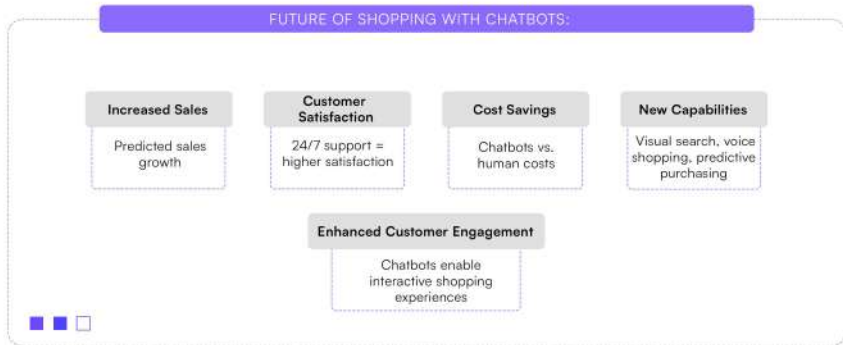 FUTURE OF SHOPPING WITH CHATBOTS:
Increased Sales
Predicted sales
growth
Customer
Satisfaction
24/7 support =
higher satisfaction
Cost Savings
Chatbots vs.
human costs
New Capabilities
Visual search, voice
shopping, predictive
purchasing
Enhanced Customer Engagement
Chatbots enable
interactive shopping
experiences